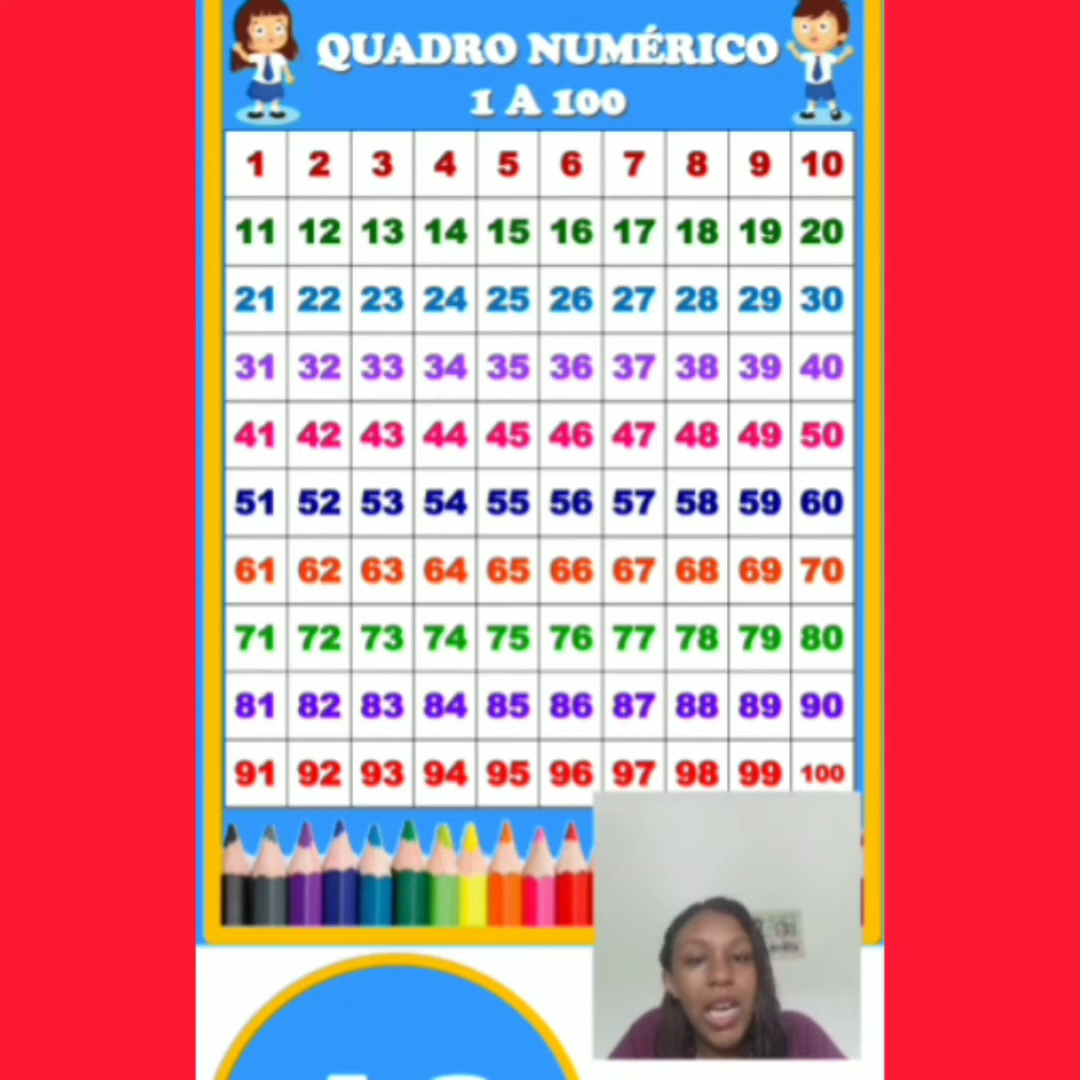 QUADRO NUMÉRICO
1 A 100
1 2 3 4 5 6 7 8 9 10
11 12 13 14 15 16 17 18 19 20
21 22 23 24 25 26 27 28 29 30
31 32 33 34 35 36 37 38 39 40
41 42 43 44 45 46 47 48 49 50
51 52 53 54 55 56 57 58 59 60
61 62 63 64 65 66 67 68 69 70
71 72 73 74 75 76 77 78 79 80
81 82 83 84 85 86 87 88 89 90
91 92 93 94 95 96 97 98 99 100